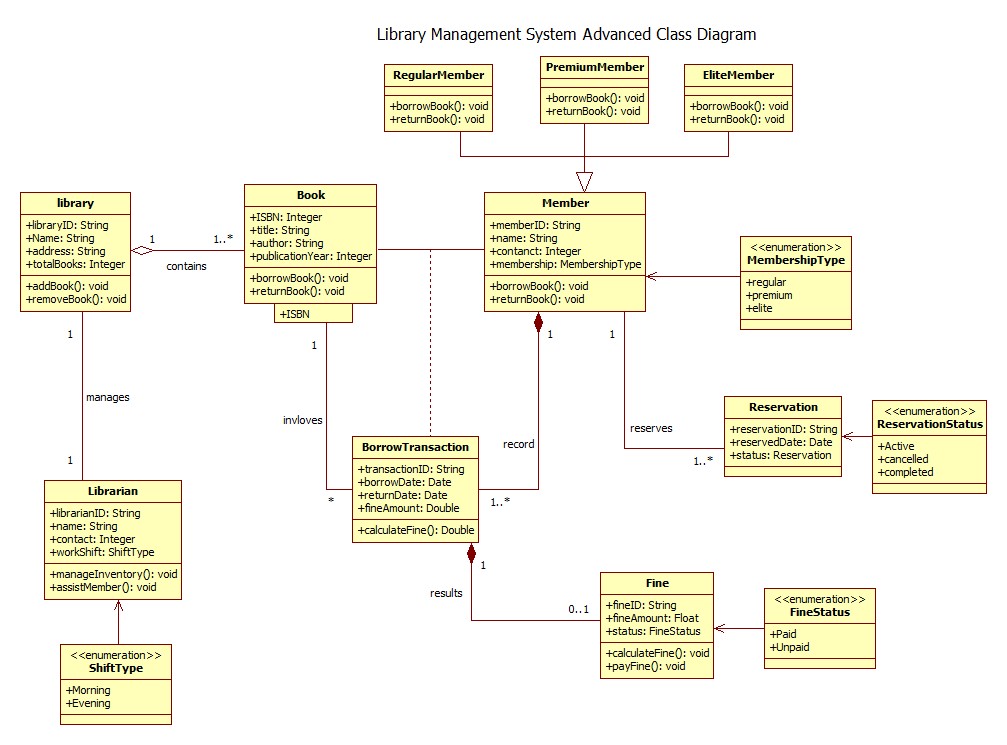 Library Management System Advanced Class Diagram
RegularMember
+borrowBook(): void
+returnBook(): void
PremiumMember
+borrowBook(): void
+returnBook(): void
EliteMember
+borrowBook(): void
+returnBook(): void
library
+libraryID: String
+Name: String
+address: String
+totalBooks: Integer
+addBook(): void
+removeBook(): void
1
1..*
contains
Book
+ISBN: Integer
+title: String
+author: String
+publicationYear: Integer
+borrowBook(): void
+returnBook(): void
+ISBN
Member
+memberID: String
+name: String
+contanct: Integer
+membership: MembershipType
+borrowBook(): void
+returnBook(): void
<<enumeration>>
MembershipType
+regular
+premium
+elite
1
manages
1
1
invloves
*
1
record
1..*
1
reserves
1..*
Reservation
+reservationID: String
+reservedDate: Date
+status: Reservation
<<enumeration>>
ReservationStatus
+Active
+cancelled
+completed
BorrowTransaction
+transactionID: String
+borrowDate: Date
+returnDate: Date
+fineAmount: Double
+calculateFine(): Double
Librarian
+librarianID: String
+name: String
+contact: Integer
+workShift: ShiftType
+manageInventory(): void
+assistMember(): void
1
results
0..1
Fine
+fineID: String
+fineAmount: Float
+status: FineStatus
+calculateFine(): void
+payFine(): void
<<enumeration>>
FineStatus
+Paid
+Unpaid
<<enumeration>>
ShiftType
+Morning
+Evening